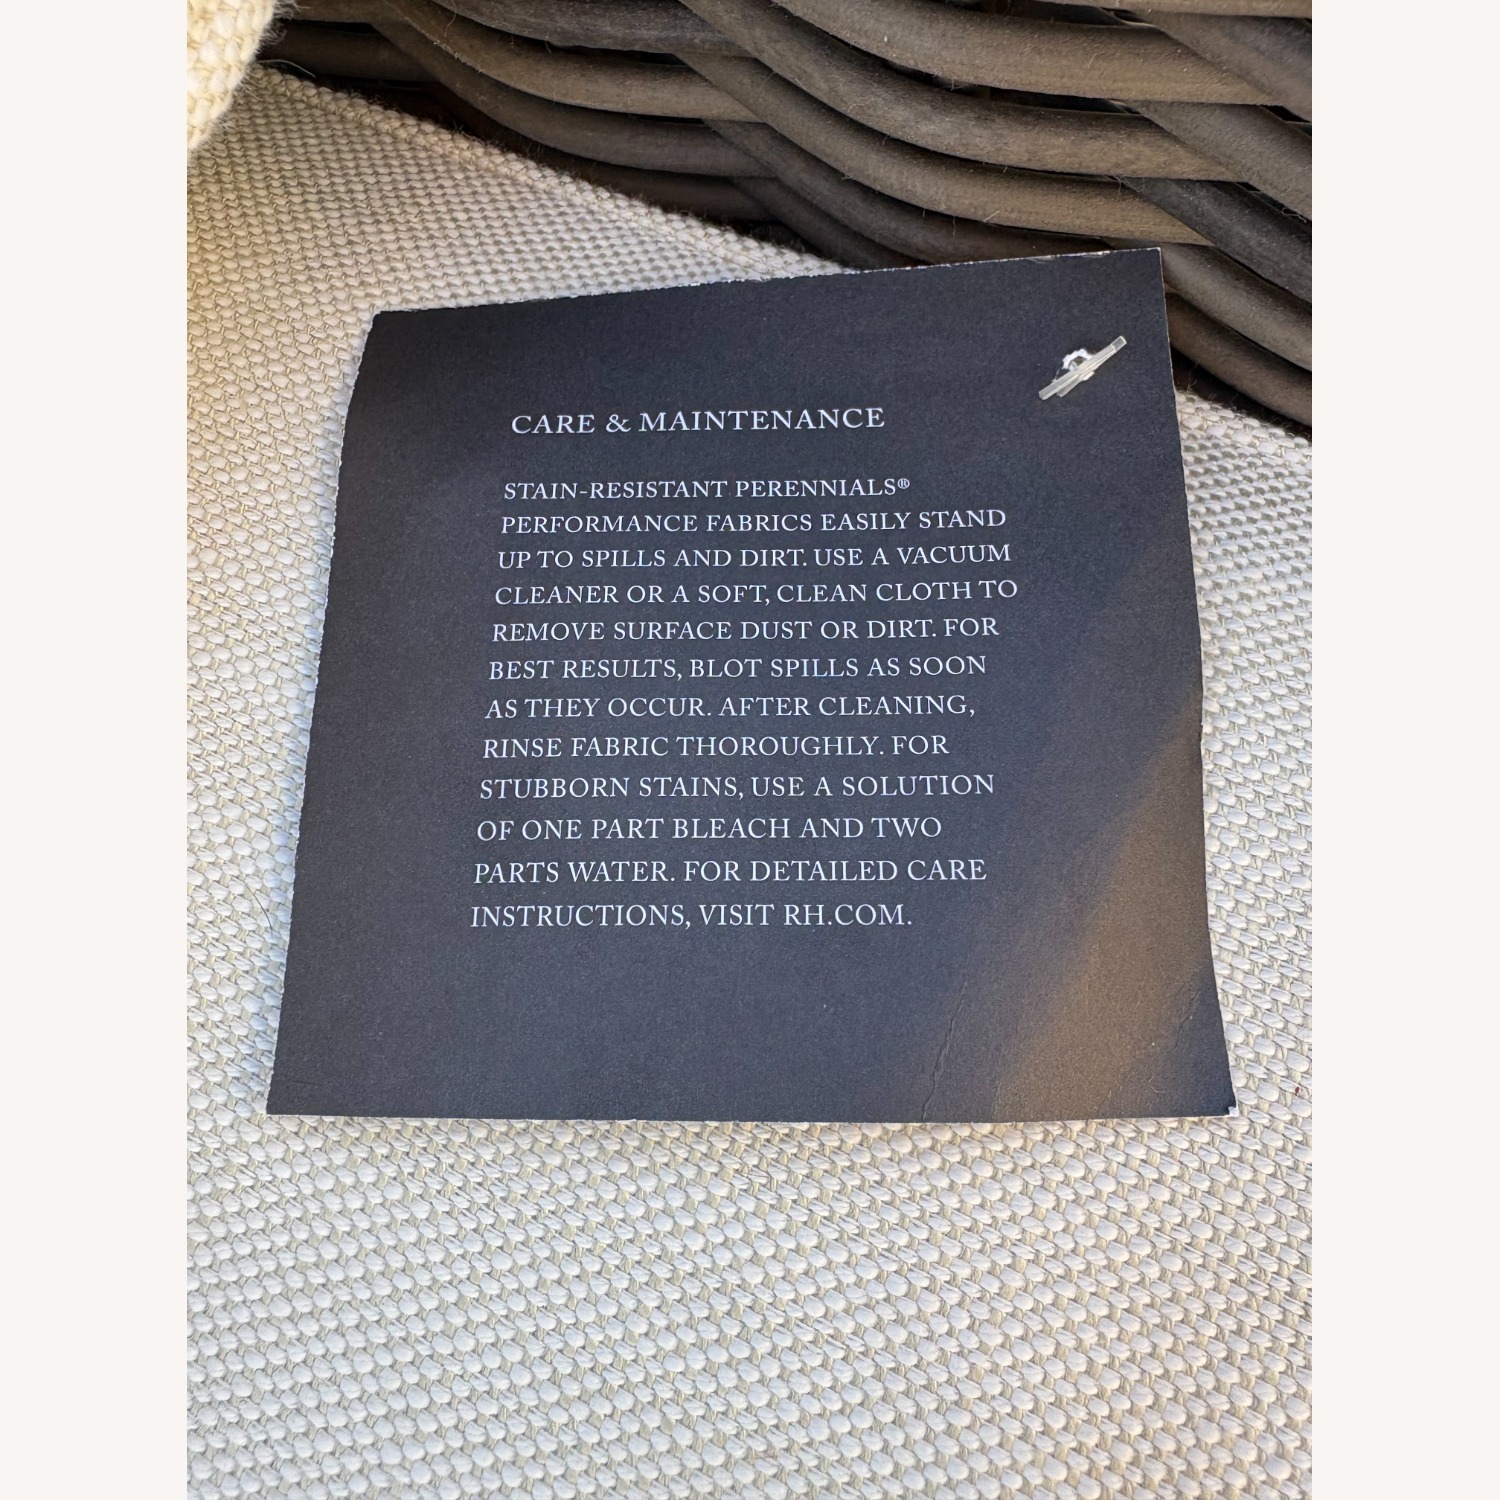 CARE & MAINTENANCE
STAIN-RESISTANT PERENNIALS®
PERFORMANCE FABRICS EASILY STAND
UP TO SPILLS AND DIRT. USE A VACUUM
CLEANER OR A SOFT, CLEAN CLOTH TO
REMOVE SURFACE DUST OR DIRT. FOR
BEST RESULTS, BLOT SPILLS AS SOON
AS THEY OCCUR. AFTER CLEANING,
RINSE FABRIC THOROUGHLY. FOR
STUBBORN STAINS, USE A SOLUTION
OF ONE PART BLEACH AND TWO
PARTS WATER. FOR DETAILED CARE
INSTRUCTIONS, VISIT RH.COM.